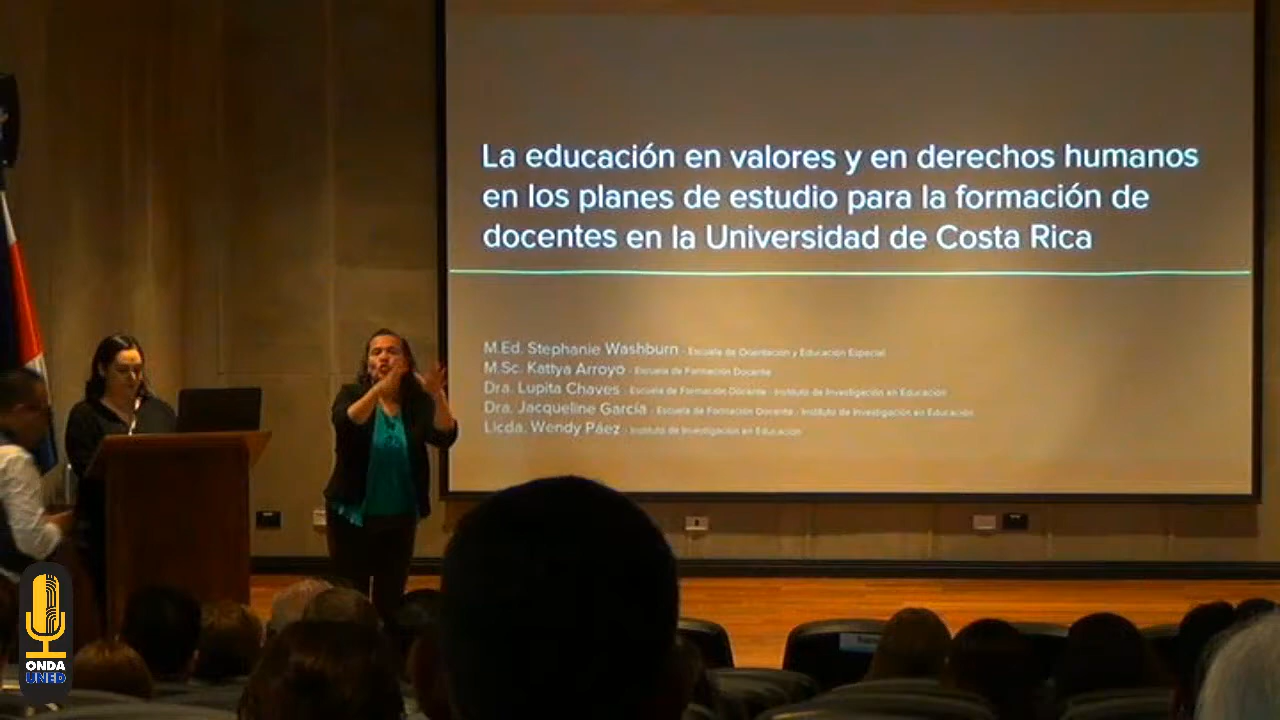 La educación en valores y en derechos humanos
en los planes de estudio para la formación de
docentes en la Universidad de Costa Rica
M.Ed. Stephanie Washburn - Escuela de Orientación y Educación Especial
M.Sc. Kattya Arroyo - Escuela de Formación Docente
Dra. Lupita Chaves - Escuela de Formación Docente - Instituto de Investigación en Educación
Dra. Jacqueline García - Escuela de Formación Docente - Instituto de Investigación en Educación
Licda. Wendy Páez - Instituto de Investigación en Educación
ONDA
UNED